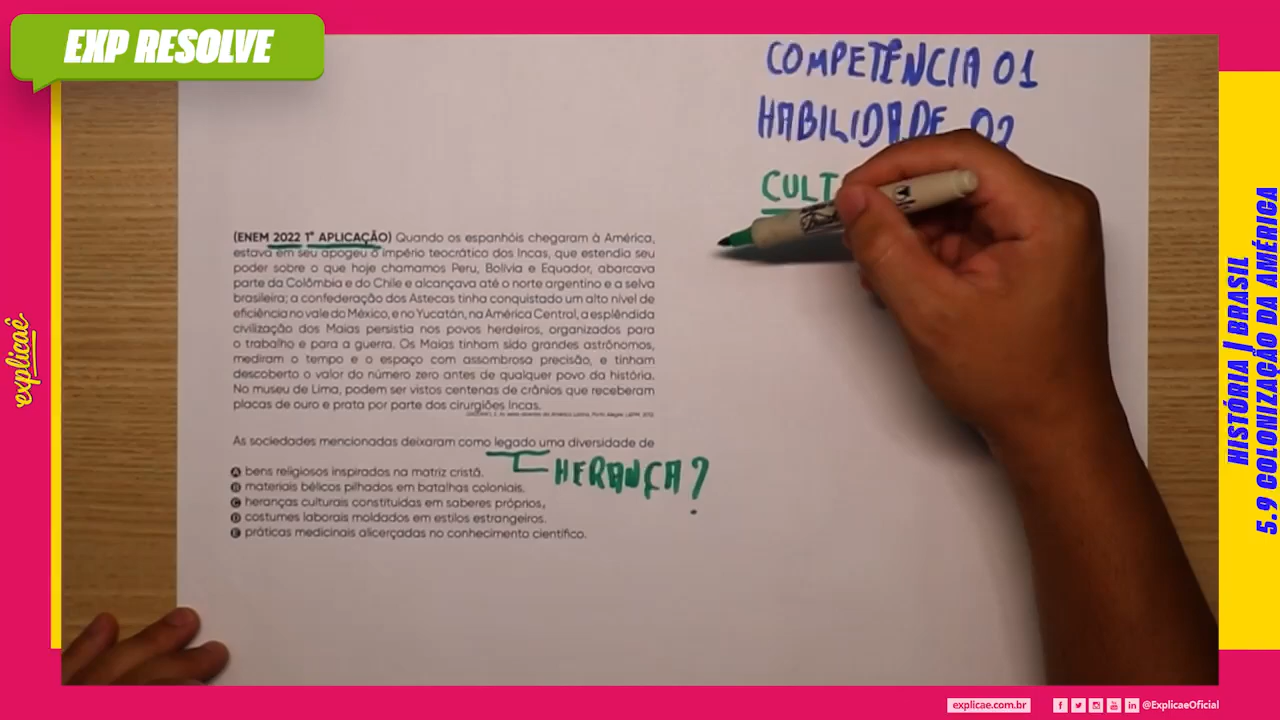 EXP RESOLVE
COMPETÊNCIA 01
HABILIDADE 02
CULT
(ENEM 2022 1ª APLICAÇÃO) Quando os espanhóis chegaram à América,
estava em seu apogeu o império teocrático dos Incas, que estendia seu
poder sobre o que hoje chamamos Peru, Bolívia e Equador, abarcava
parte da Colômbia e do Chile e alcançava até o norte argentino e a selva
brasileira; a confederação dos Astecas tinha conquistado um alto nível de
eficiência no vale do México, e no Yucatán, na América Central, a esplêndida
civilização dos Maias persistia nos povos herdeiros, organizados para
o trabalho e para a guerra. Os Maias tinham sido grandes astrônomos,
mediram o tempo e o espaço com assombrosa precisão, e tinham
descoberto o valor do número zero antes de qualquer povo da história.
No museu de Lima, podem ser vistos centenas de crânios que receberam
placas de ouro e prata por parte dos cirurgiões Incas.
As sociedades mencionadas deixaram como legado uma diversidade de
A bens religiosos inspirados na matriz cristã.
HERANÇA?
B materiais bélicos pilhados em batalhas coloniais.
C heranças culturais constituídas em saberes próprios,
D costumes laborais moldados em estilos estrangeiros.
E práticas medicinais alicerçadas no conhecimento científico.
explicaê
HISTÓRIA | BRASIL
5.9 COLONIZAÇÃO DA AMÉRICA
explicae.com.br
@ExplicaeOficial